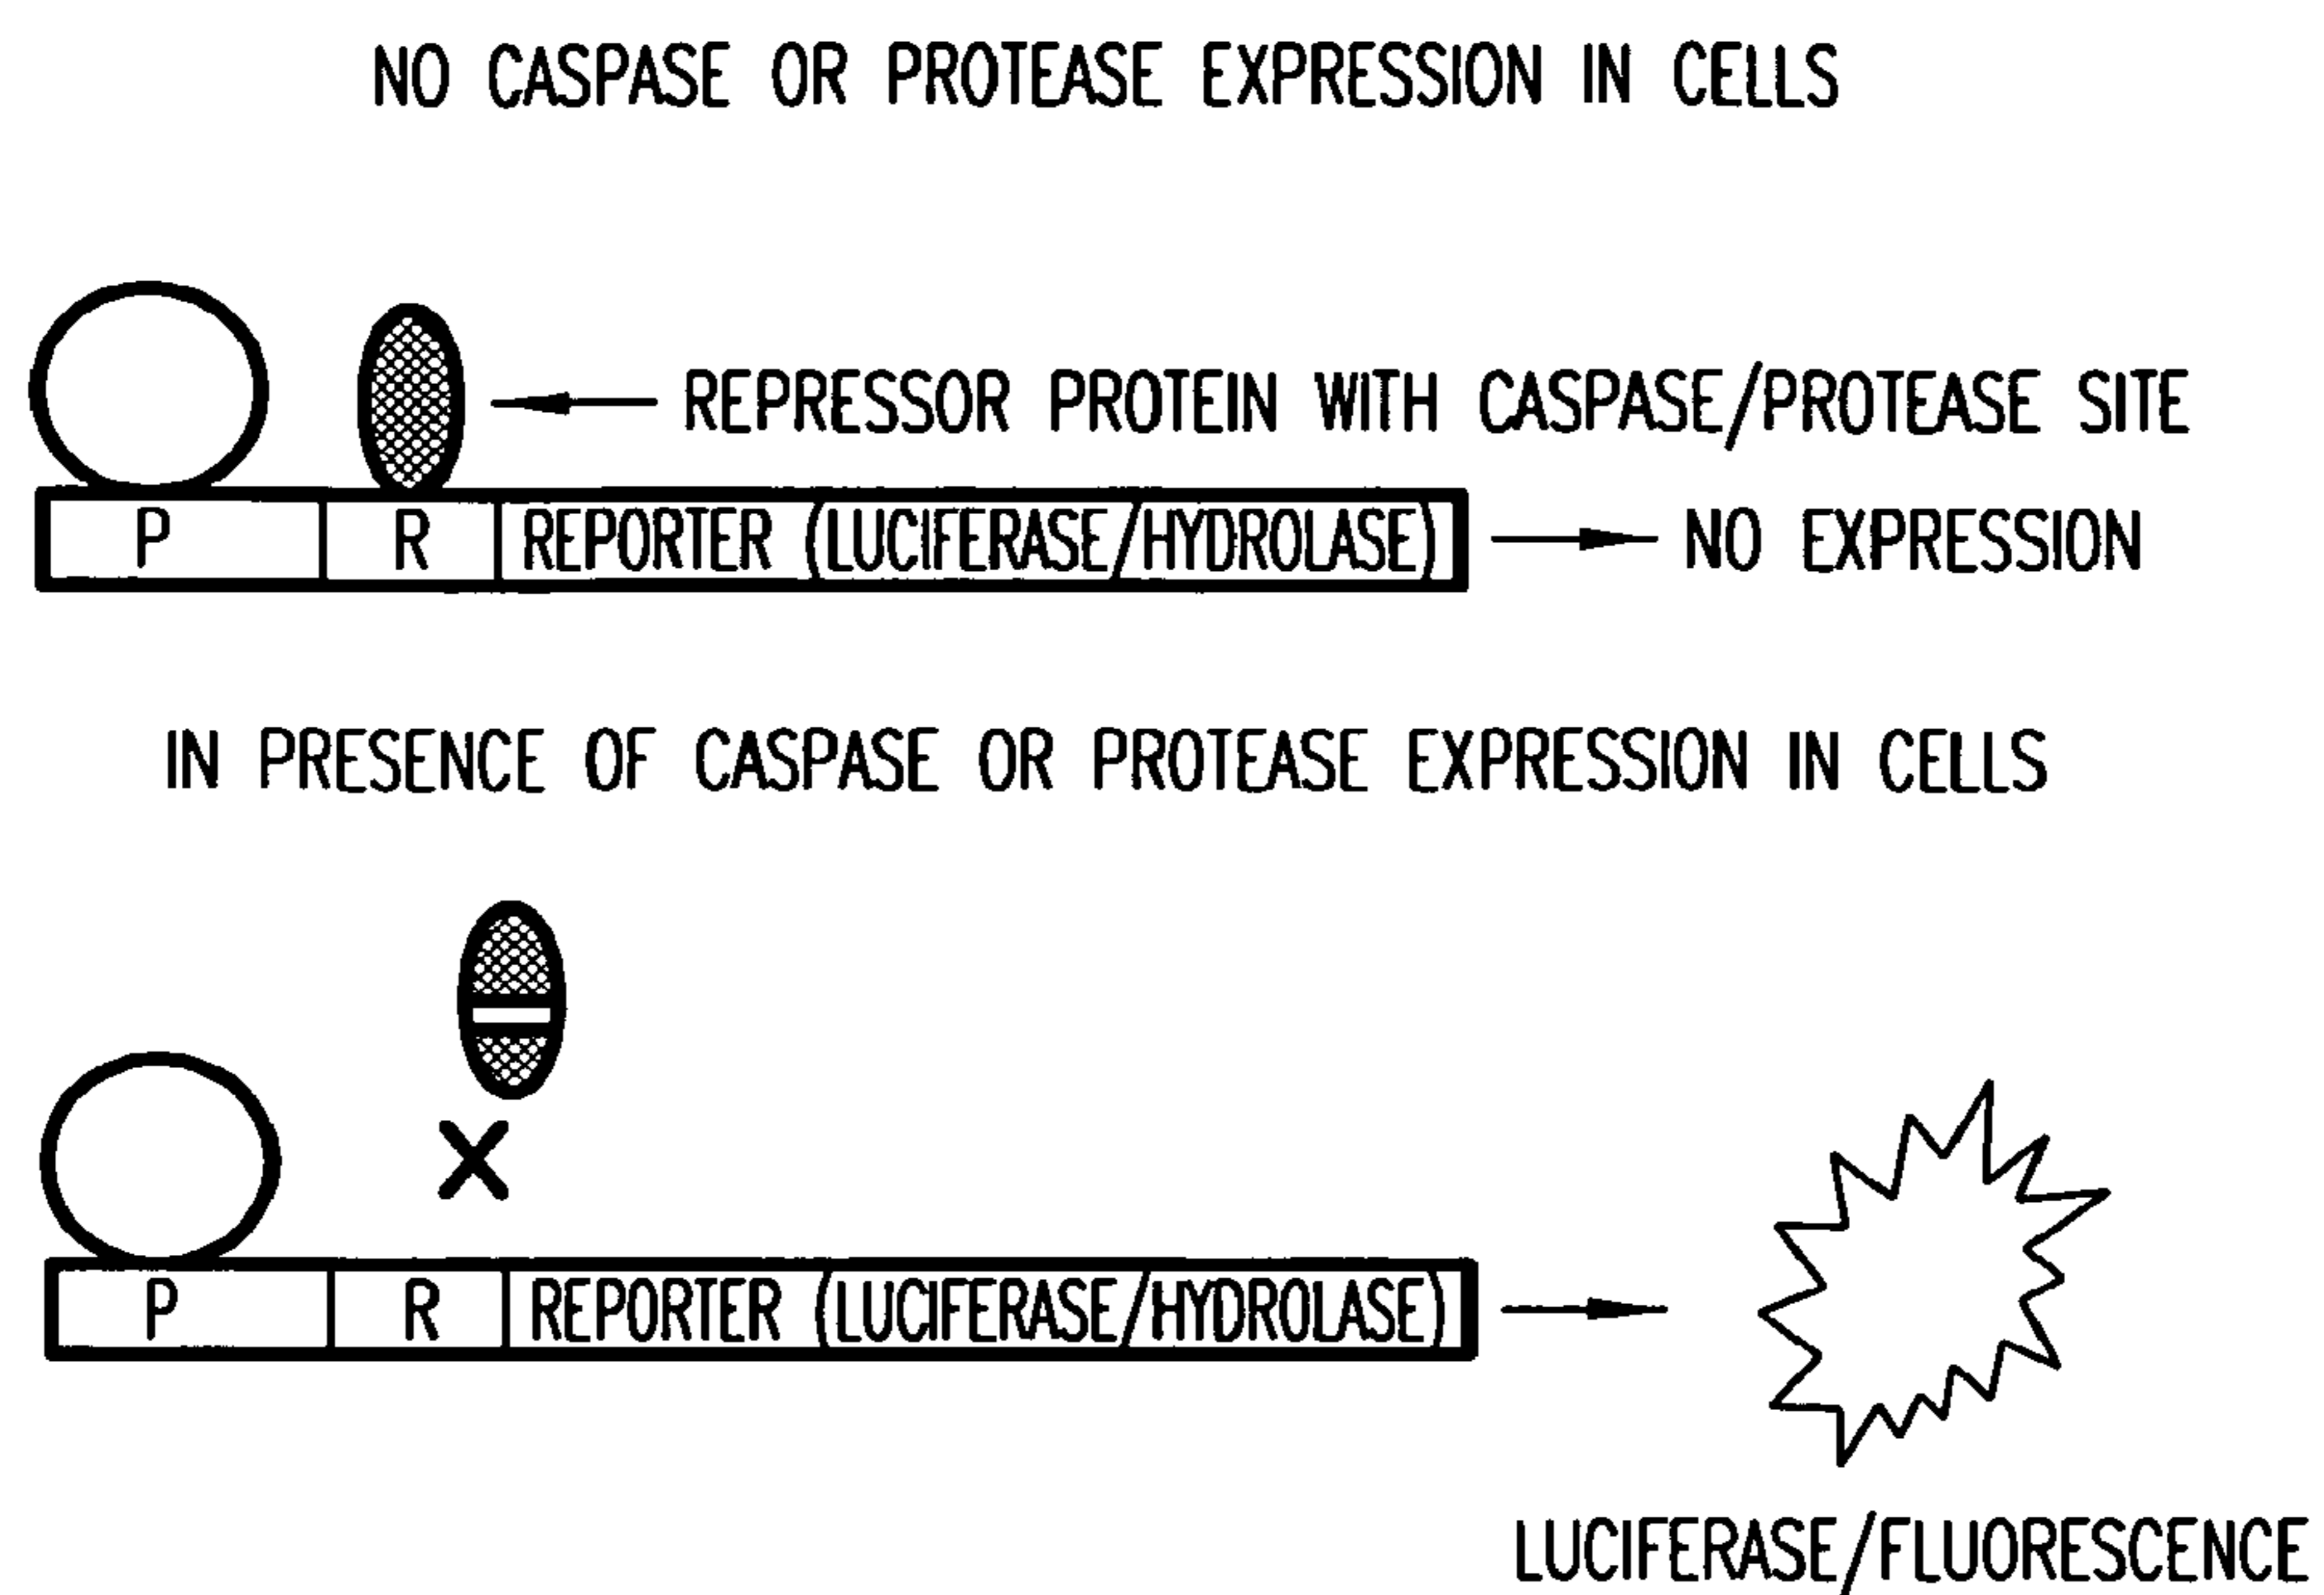 NO CASPASE OR PROTEASE EXPRESSION IN CELLS
REPRESSOR PROTEIN WITH CASPASE/PROTEASE SITE
P R REPORTER (LUCIFERASE/HYDROLASE) NO EXPRESSION
IN PRESENCE OF CASPASE OR PROTEASE EXPRESSION IN CELLS
X
P R REPORTER (LUCIFERASE/HYDROLASE)
LUCIFERASE/FLUORESCENCE